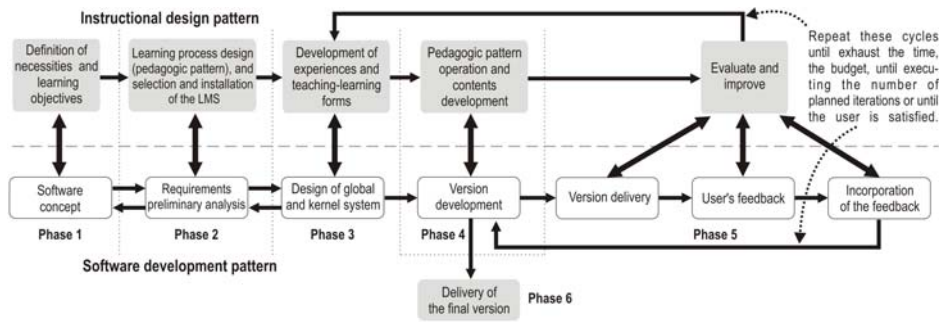 Instructional design pattern
Definition of
necessities and
learning
objectives
Learning process design
(pedagogic pattern), and
selection and installation
of the LMS
Development of
experiences and
teaching-learning
forms
Pedagogic pattern
operation and
contents
development
Evaluate and
improve
Repeat these cycles
until exhaust the time,
the budget, until execu-
ting the number of
planned iterations or until
the user is satisfied.
Software
concept
Requirements
preliminary analysis
Design of global
and kernel system
Version
development
Version delivery
User's feedback
Incorporation
of the feedback
Phase 1
Phase 2
Phase 3
Phase 4
Phase 5
Software development pattern
Delivery of
the final version
Phase 6